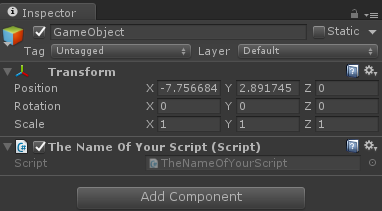 Inspector
GameObject Static
Tag Untagged Layer Default
Transform
Position X -7.756684 Y 2.891745 Z 0
Rotation X 0 Y 0 Z 0
Scale X 1 Y 1 Z 1
The Name Of Your Script (Script)
Script TheNameOfYourScript
Add Component